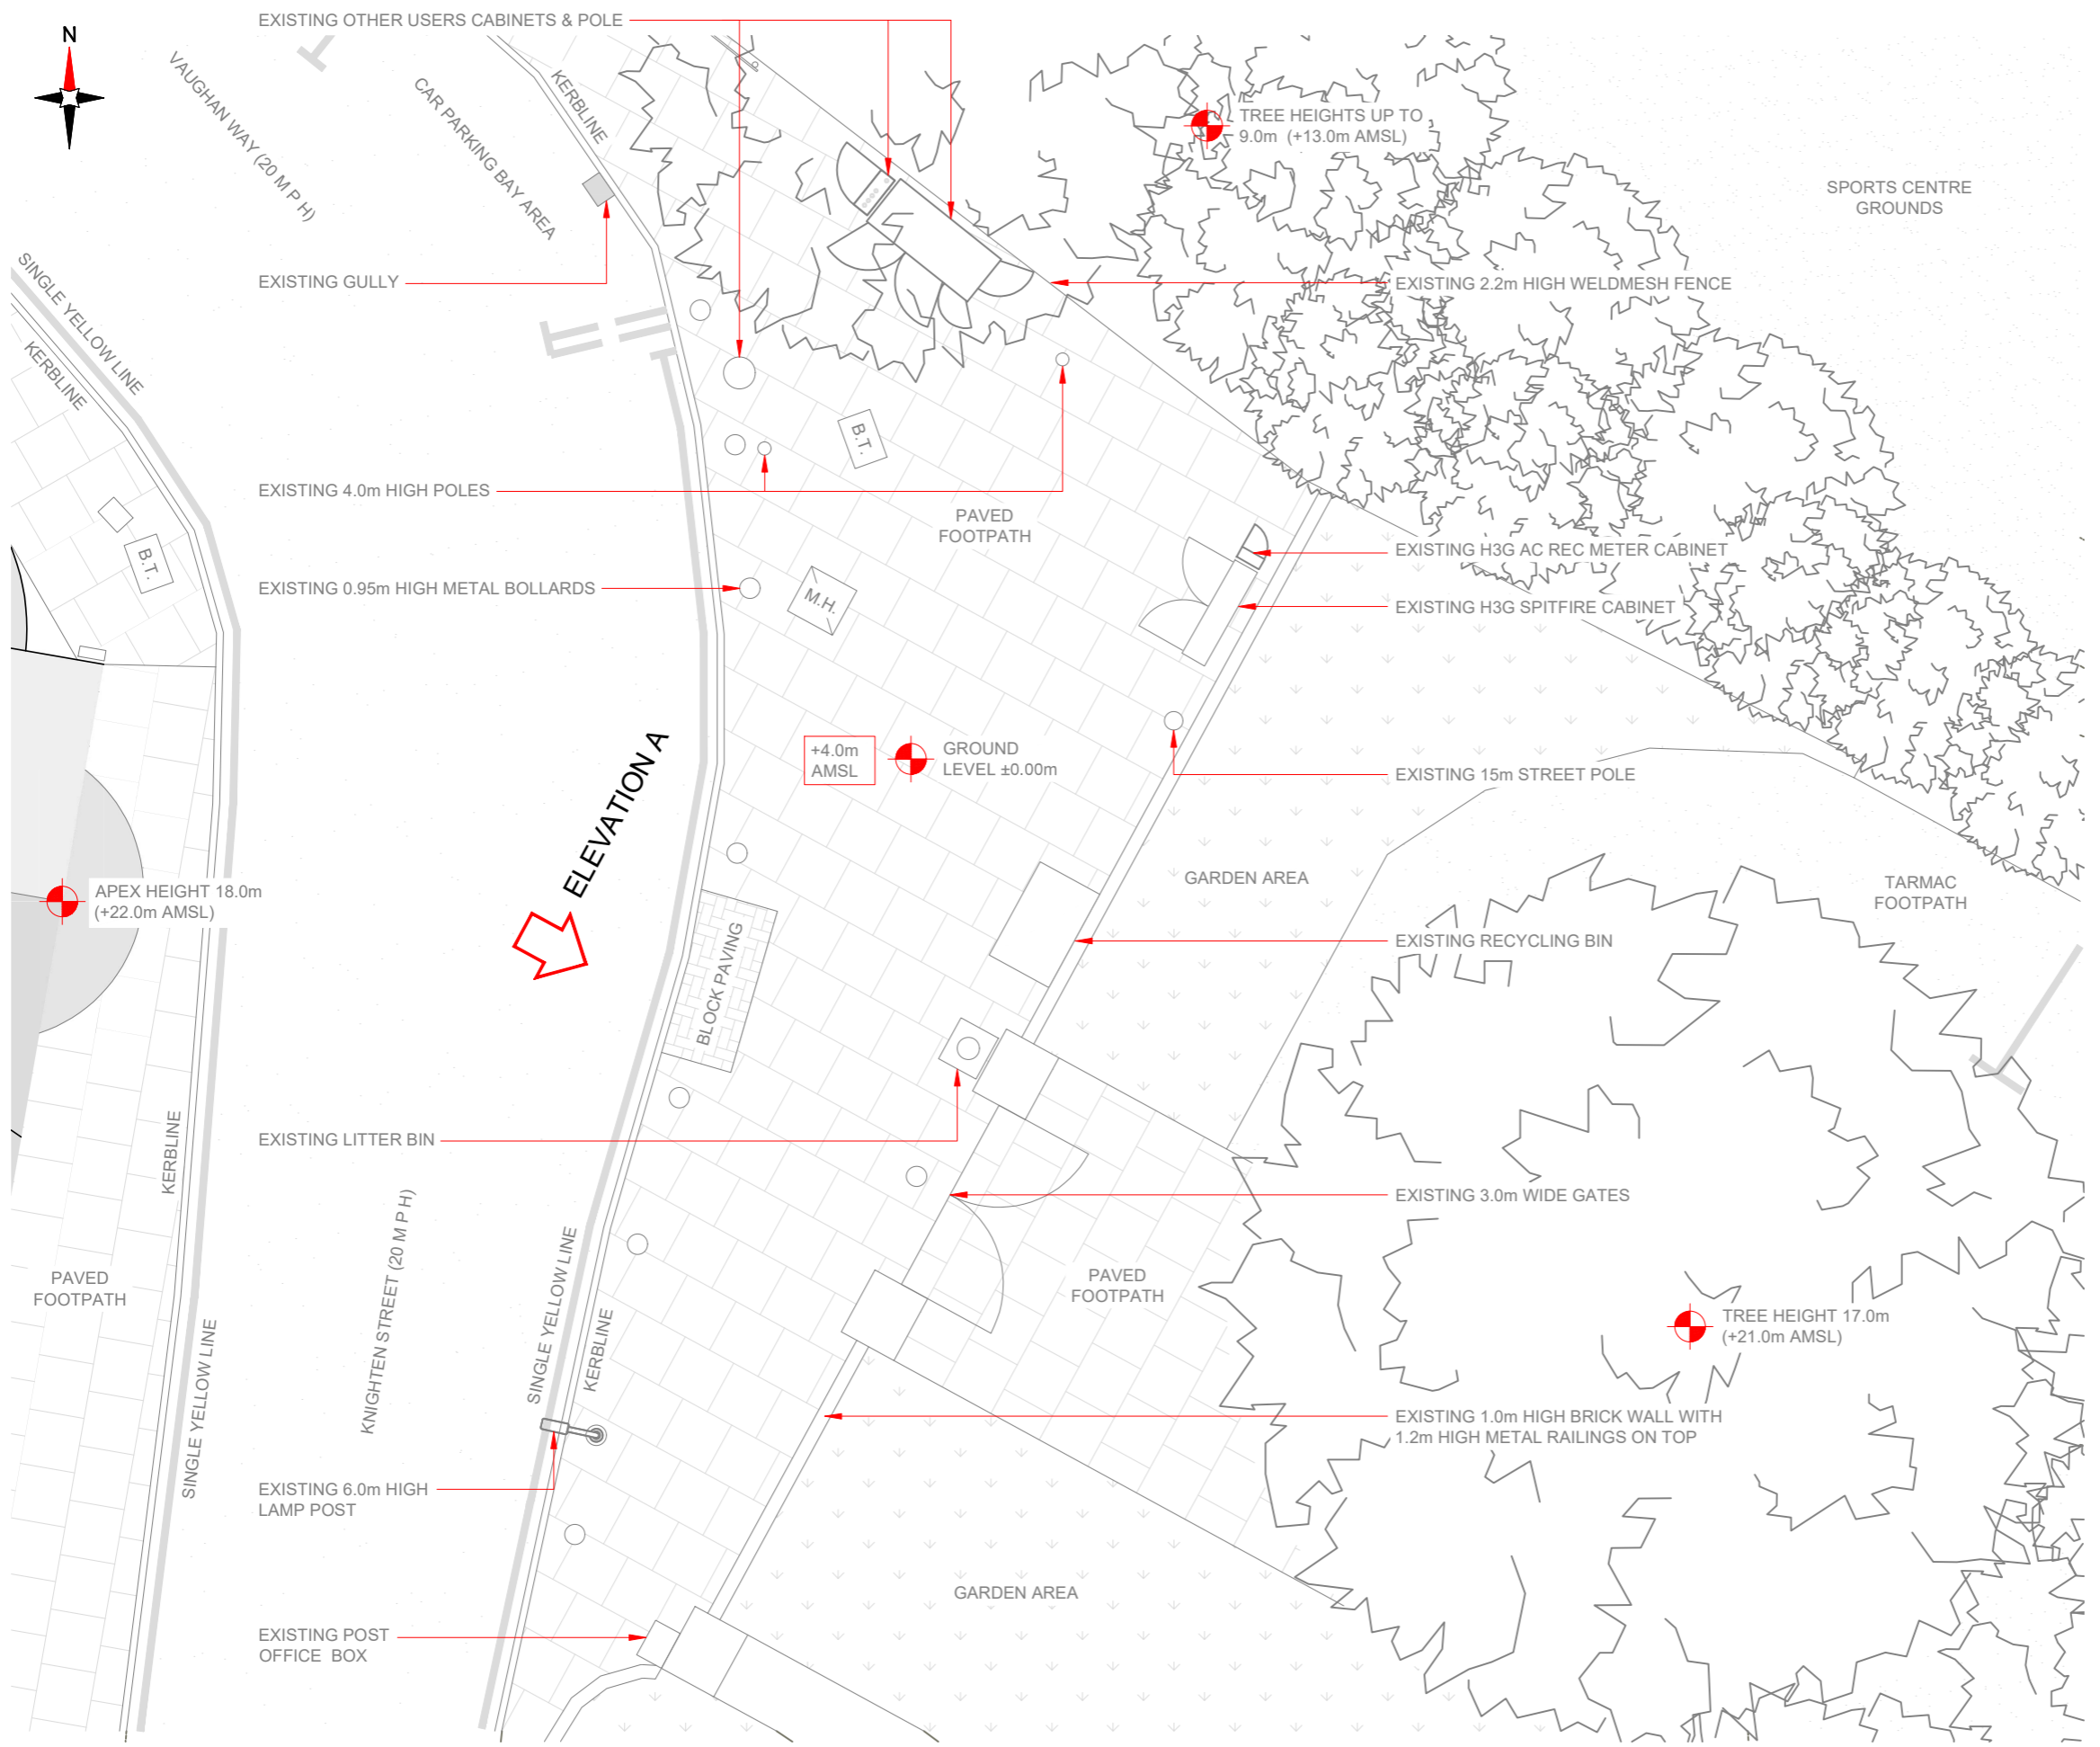 EXISTING OTHER USERS CABINETS & POLE
N
VAUGHAN WAY (20 M P H)
CAR PARKING BAY AREA
KERBLINE
TREE HEIGHTS UP TO
9.0m (+13.0m AMSL)
SPORTS CENTRE
GROUNDS
SINGLE YELLOW LINE
KERBLINE
EXISTING GULLY
EXISTING 2.2m HIGH WELDMESH FENCE
B.T.
EXISTING 4.0m HIGH POLES
PAVED
FOOTPATH
B.T.
EXISTING H3G AC REC METER CABINET
EXISTING 0.95m HIGH METAL BOLLARDS
M.H.
EXISTING H3G SPITFIRE CABINET
ELEVATION A
+4.0m
AMSL
GROUND
LEVEL ±0.00m
EXISTING 15m STREET POLE
APEX HEIGHT 18.0m
(+22.0m AMSL)
GARDEN AREA
TARMAC
FOOTPATH
BLOCK PAVING
EXISTING RECYCLING BIN
KERBLINE
EXISTING LITTER BIN
EXISTING 3.0m WIDE GATES
KNIGHTEN STREET (20 M P H)
SINGLE YELLOW LINE
KERBLINE
PAVED
FOOTPATH
PAVED
FOOTPATH
TREE HEIGHT 17.0m
(+21.0m AMSL)
SINGLE YELLOW LINE
EXISTING 1.0m HIGH BRICK WALL WITH
1.2m HIGH METAL RAILINGS ON TOP
EXISTING 6.0m HIGH
LAMP POST
GARDEN AREA
EXISTING POST
OFFICE BOX